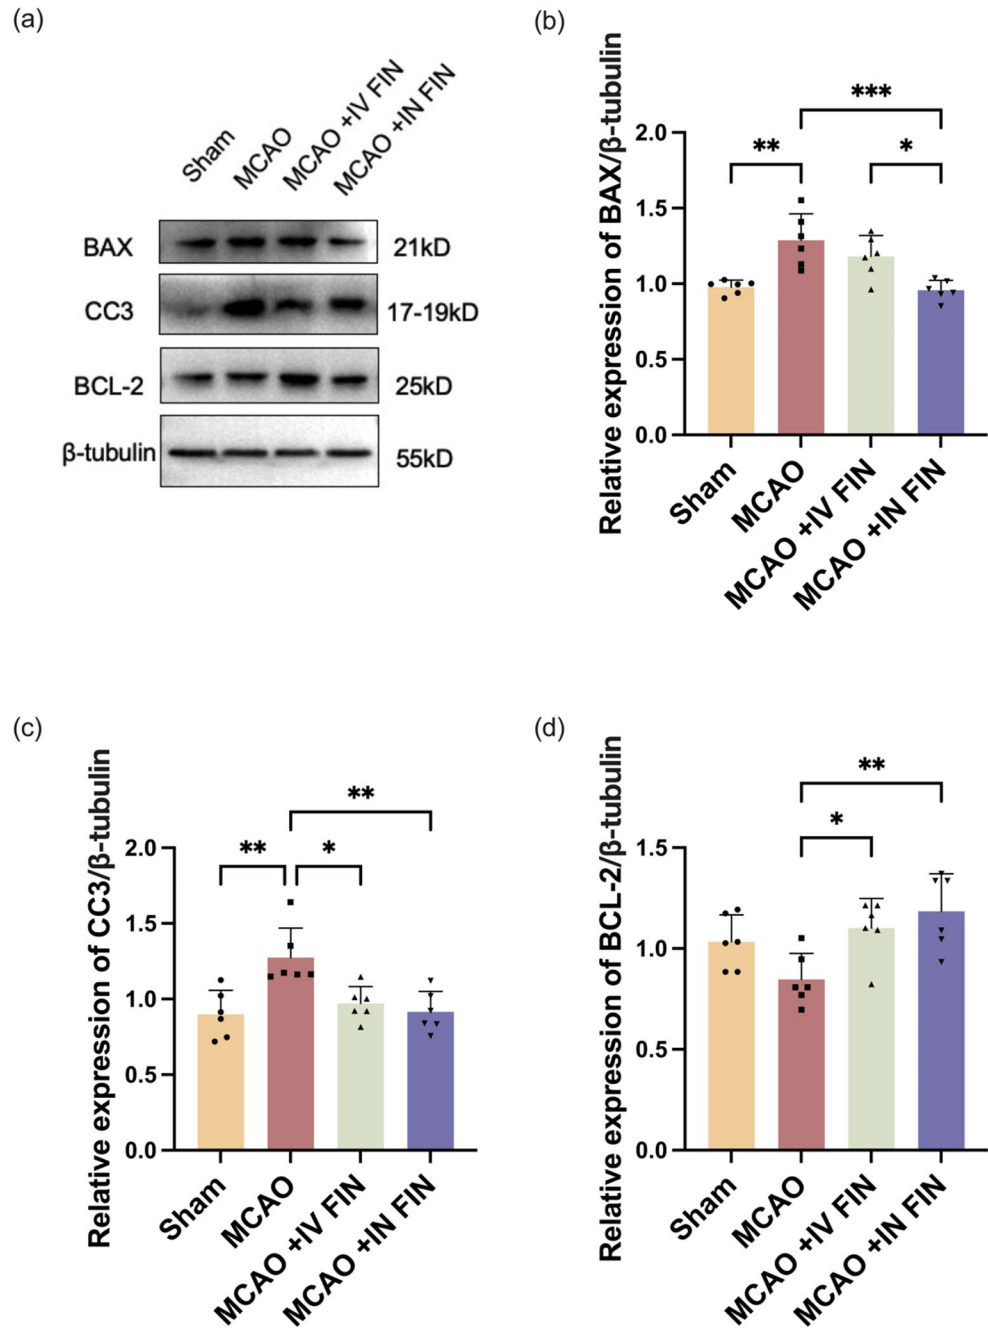 (a)
Sham
MCAO
MCAO +IV FIN
MCAO +IN FIN
BAX
21kD
CC3
17-19kD
BCL-2
25kD
β-tubulin
55kD
(b)
Relative expression of BAX/β-tubulin
2.0
1.5
1.0
0.5
0.0
***
**
*
Sham
MCAO
MCAO +IV FIN
MCAO +IN FIN
(c)
Relative expression of CC3/β-tubulin
2.0
1.5
1.0
0.5
0.0
**
**
*
Sham
MCAO
MCAO +IV FIN
MCAO +IN FIN
(d)
Relative expression of BCL-2/β-tubulin
1.5
1.0
0.5
0.0
**
*
Sham
MCAO
MCAO +IV FIN
MCAO +IN FIN